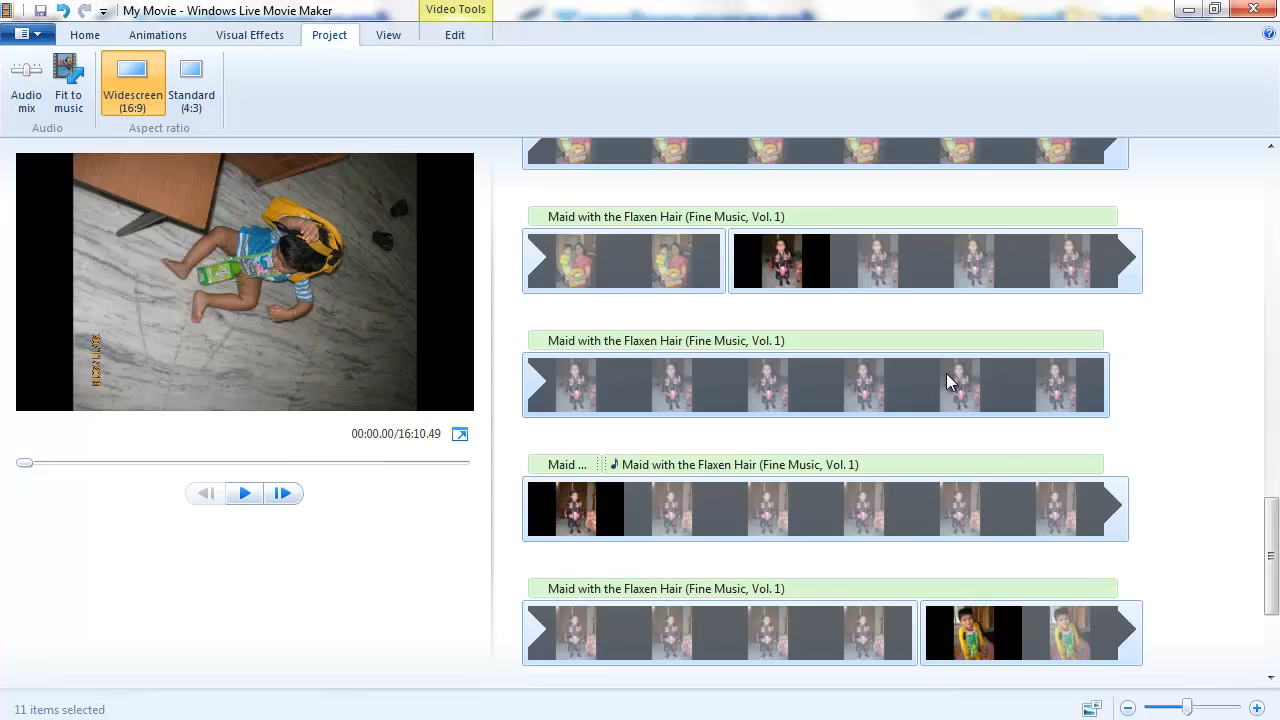 My Movie - Windows Live Movie Maker
Video Tools
Home
Animations
Visual Effects
Project
View
Edit
Audio mix
Fit to music
Widescreen (16:9)
Standard (4:3)
Audio
Aspect ratio
Maid with the Flaxen Hair (Fine Music, Vol. 1)
Maid with the Flaxen Hair (Fine Music, Vol. 1)
Maid ...
Maid with the Flaxen Hair (Fine Music, Vol. 1)
Maid with the Flaxen Hair (Fine Music, Vol. 1)
00:00.00/16:10.49
11 items selected